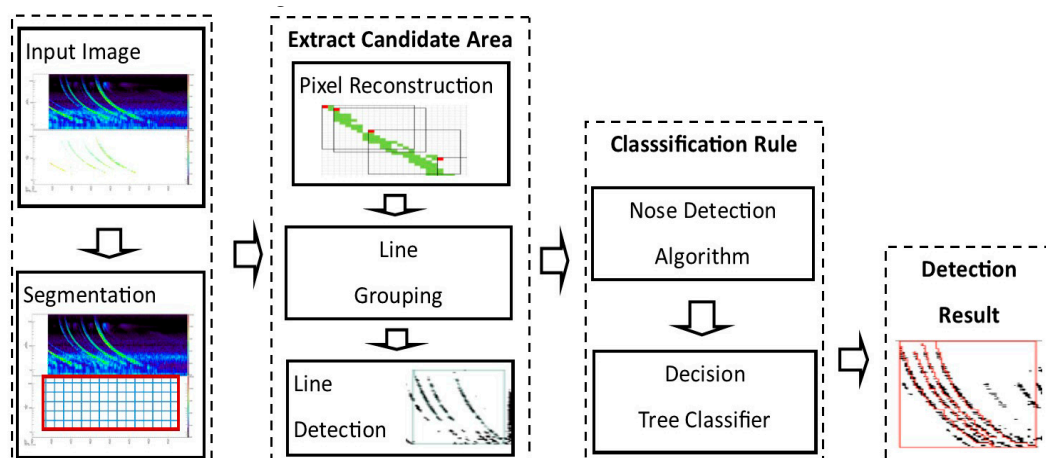 Input Image
Segmentation
Extract Candidate Area
Pixel Reconstruction
Line
Grouping
Line
Detection
Classsification Rule
Nose Detection
Algorithm
Decision
Tree Classifier
Detection
Result